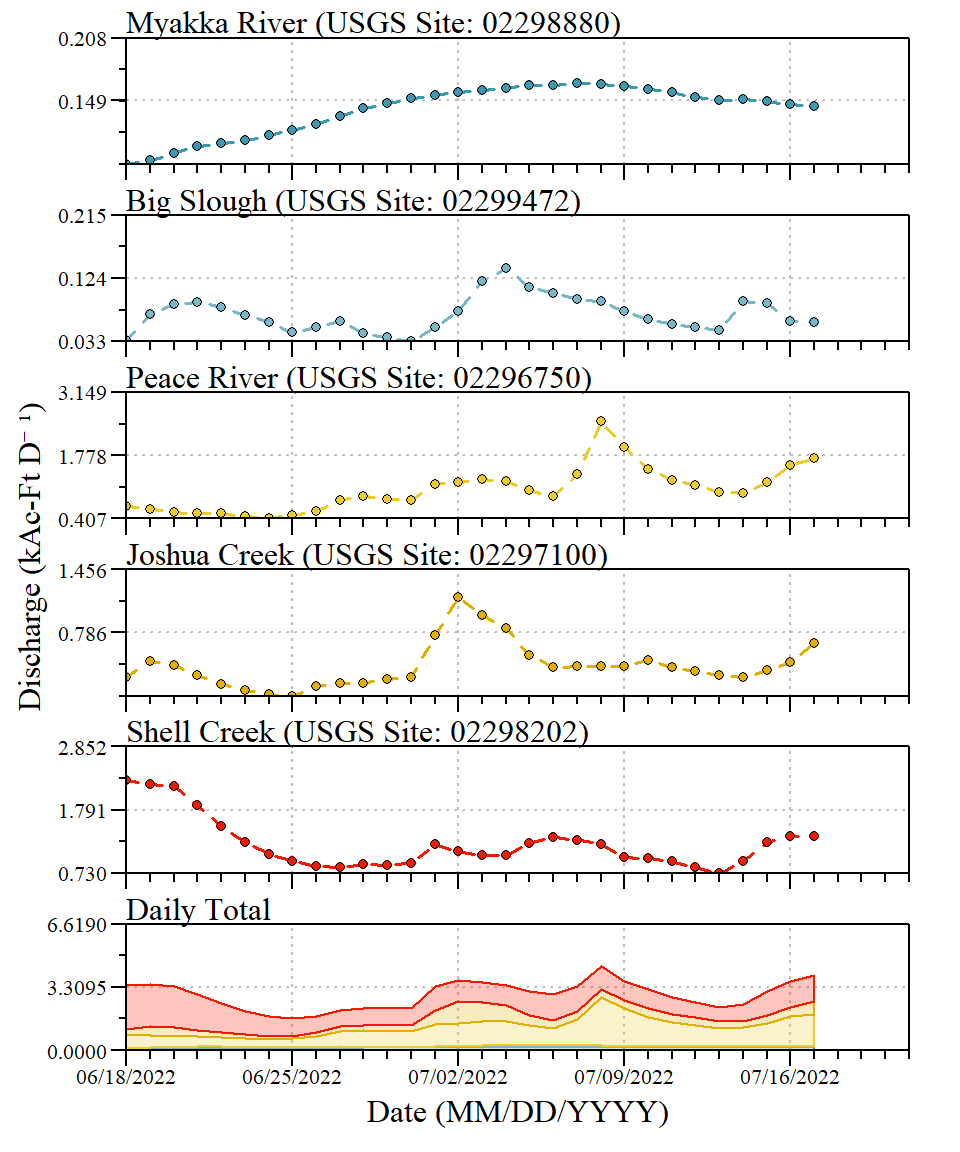 Myakka River (USGS Site: 02298880)
0.208
0.149
Big Slough (USGS Site: 02299472)
0.215
0.124
0.033
Peace River (USGS Site: 02296750)
3.149
1.778
0.407
Joshua Creek (USGS Site: 02297100)
1.456
0.786
Shell Creek (USGS Site: 02298202)
2.852
1.791
0.730
Daily Total
6.6190
3.3095
0.0000
Discharge (kAc-Ft D⁻¹)
06/18/2022 06/25/2022 07/02/2022 07/09/2022 07/16/2022
Date (MM/DD/YYYY)